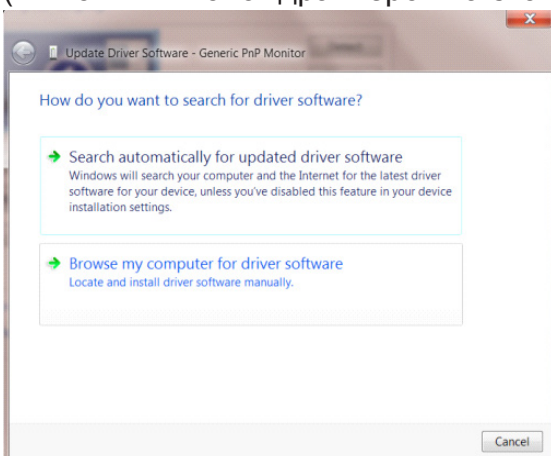 Update Driver Software - Generic PnP Monitor
How do you want to search for driver software?
Search automatically for updated driver software
Windows will search your computer and the Internet for the latest driver
software for your device, unless you've disabled this feature in your device
installation settings.
Browse my computer for driver software
Locate and install driver software manually.
Cancel